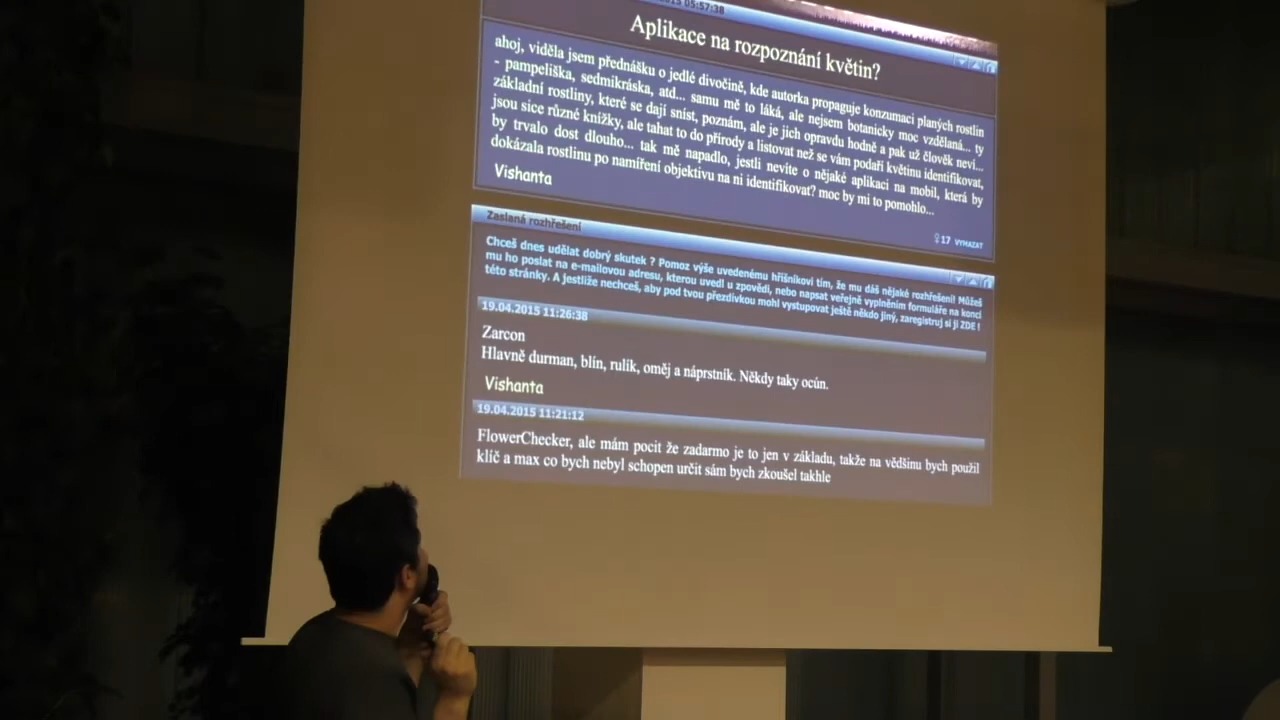 2015 05:57:38
Aplikace na rozpoznání květin?
ahoj, viděla jsem přednášku o jedlé divočině, kde autorka propaguje konzumaci planých rostlin
- pampeliška, sedmikráska, atd... samu mě to láká, ale nejsem botanicky moc vzdělaná... ty
základní rostliny, které se dají sníst, poznám, ale je jich opravdu hodně a pak už člověk neví...
jsou sice různé knížky, ale tahat to do přírody a listovat než se vám podaří květinu identifikovat,
by trvalo dost dlouho... tak mě napadlo, jestli nevíte o nějaké aplikaci na mobil, která by
dokázala rostlinu po namíření objektivu na ni identifikovat? moc by mi to pomohlo...
Vishanta
17 VYMAZAT
Zaslaná rozhřešení
Chceš dnes udělat dobrý skutek ? Pomoz výše uvedenému hříšníkovi tím, že mu dáš nějaké rozhřešení! Můžeš
mu ho poslat na e-mailovou adresu, kterou uvedl u zpovědi, nebo napsat veřejně vyplněním formuláře na konci
této stránky. A jestliže nechceš, aby pod tvou přezdívkou mohl vystupovat ještě někdo jiný, zaregistruj si ji ZDE !
19.04.2015 11:26:38
Zarcon
Hlavně durman, blín, rulík, oměj a náprstník. Někdy taky ocún.
Vishanta
19.04.2015 11:21:12
FlowerChecker, ale mám pocit že zadarmo je to jen v základu, takže na vědšinu bych použil
klíč a max co bych nebyl schopen určit sám bych zkoušel takhle